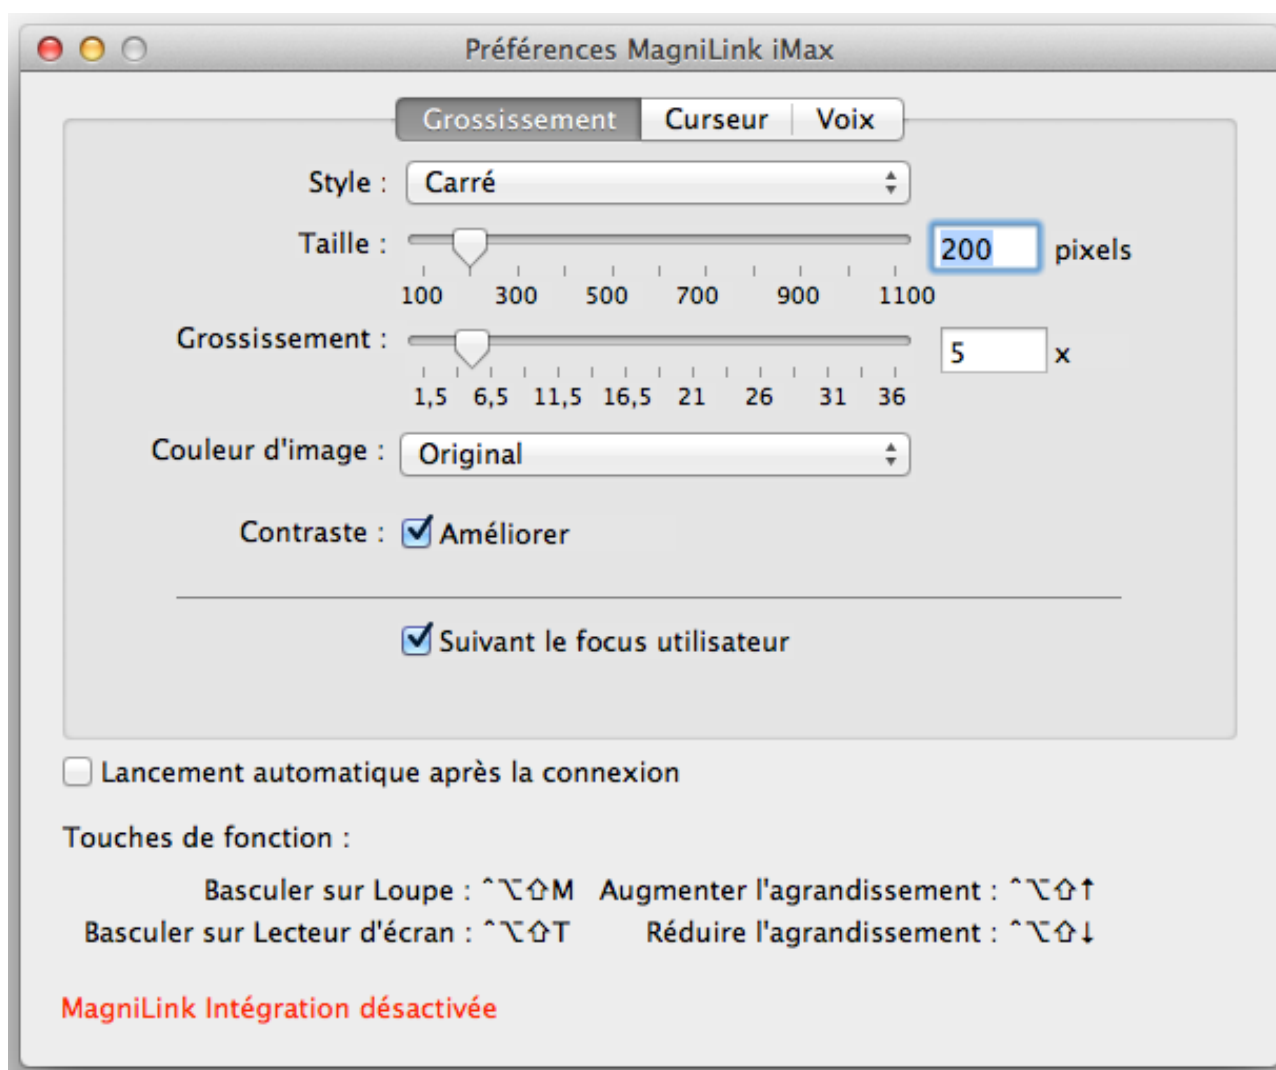 Préférences MagniLink iMax
Grossissement Curseur Voix
Style : Carré
Taille : 200 pixels
100 300 500 700 900 1100
Grossissement : 5 x
1,5 6,5 11,5 16,5 21 26 31 36
Couleur d'image : Original
Contraste : Améliorer
Suivant le focus utilisateur
Lancement automatique après la connexion
Touches de fonction :
Basculer sur Loupe : ⌃⌥⇧M Augmenter l'agrandissement : ⌃⌥⇧↑
Basculer sur Lecteur d'écran : ⌃⌥⇧T Réduire l'agrandissement : ⌃⌥⇧↓
MagniLink Intégration désactivée